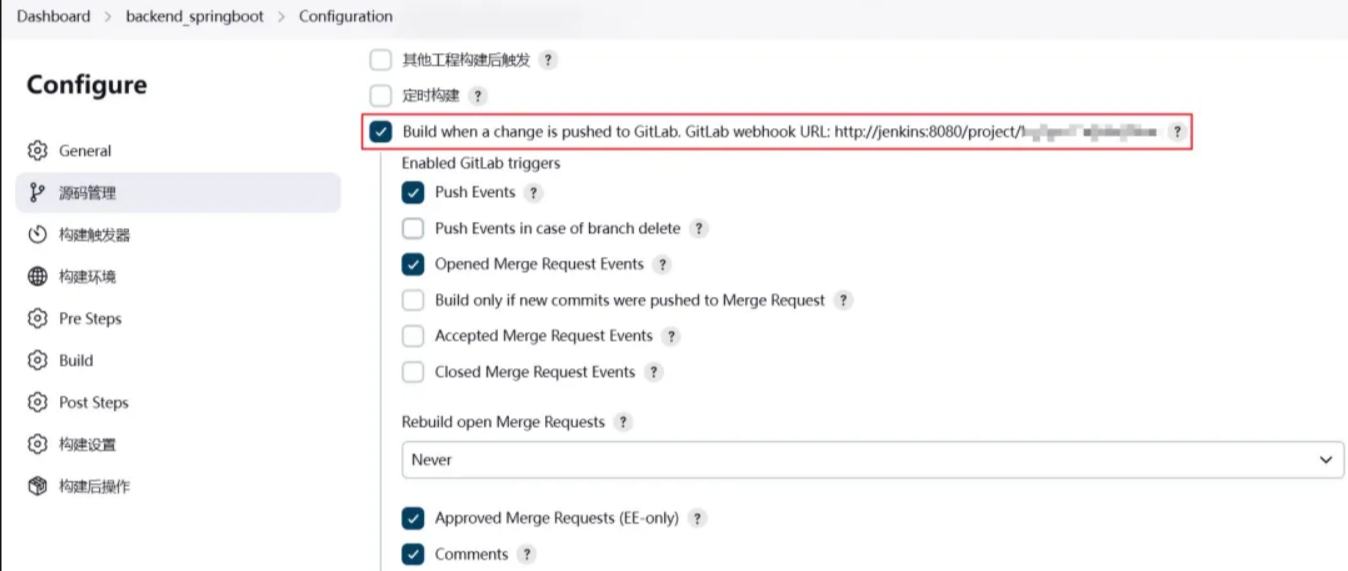 Dashboard > backend_springboot > Configuration
Configure
General
源码管理
构建触发器
构建环境
Pre Steps
Build
Post Steps
构建设置
构建后操作
其他工程构建后触发 ?
定时构建 ?
Build when a change is pushed to GitLab. GitLab webhook URL: http://jenkins:8080/project/ ?
Enabled GitLab triggers
Push Events ?
Push Events in case of branch delete ?
Opened Merge Request Events ?
Build only if new commits were pushed to Merge Request ?
Accepted Merge Request Events ?
Closed Merge Request Events ?
Rebuild open Merge Requests ?
Never
Approved Merge Requests (EE-only) ?
Comments ?